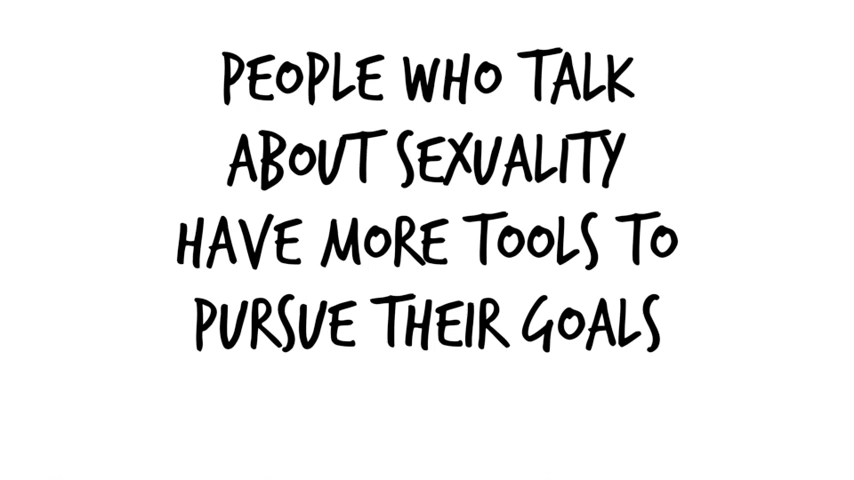 PEOPLE WHO TALK
ABOUT SEXUALITY
HAVE MORE TOOLS TO
PURSUE THEIR GOALS